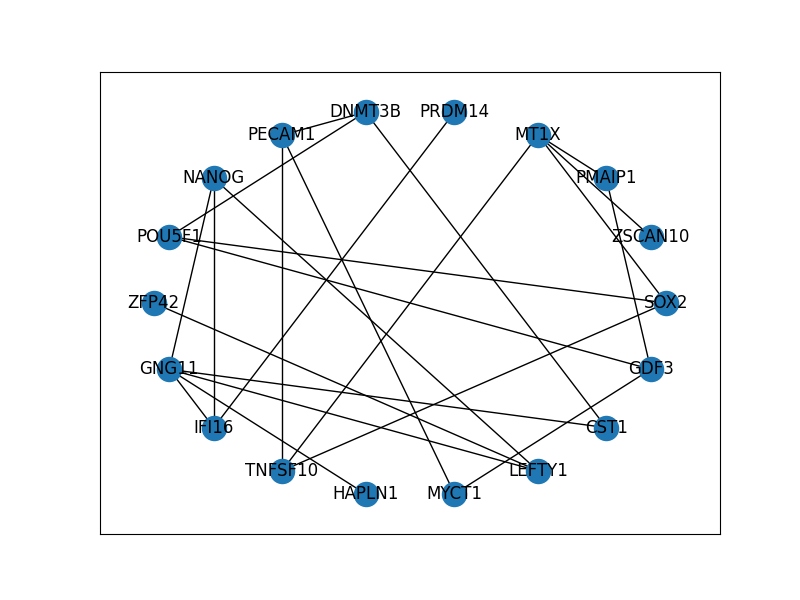 DNMT3B
PRDM14
PECAM1
MT1X
NANOG
PMAIP1
POU5F1
ZSCAN10
ZFP42
SOX2
GNG11
GDF3
IFI16
CST1
TNFSF10
LEFTY1
HAPLN1
MYCT1